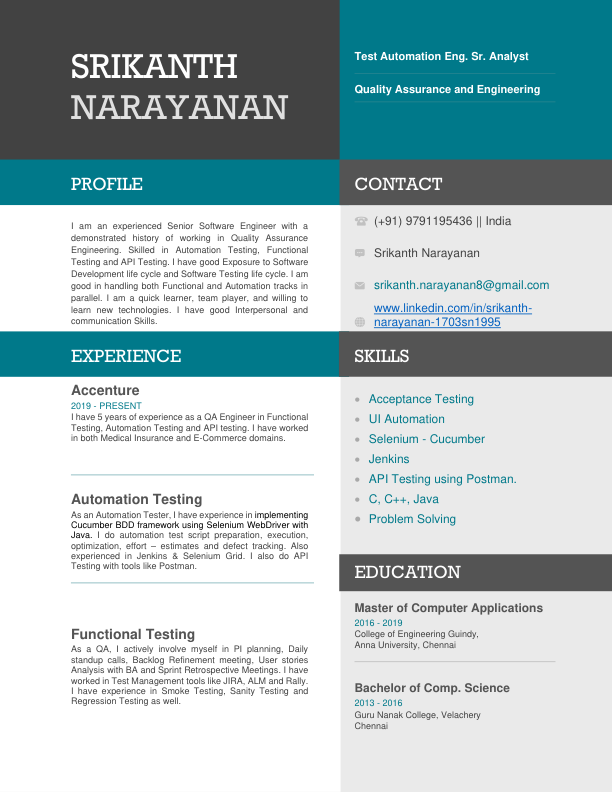 SRIKANTH
NARAYANAN
Test Automation Eng. Sr. Analyst
Quality Assurance and Engineering
PROFILE
I am an experienced Senior Software Engineer with a
demonstrated history of working in Quality Assurance
Engineering. Skilled in Automation Testing, Functional
Testing and API Testing. I have good Exposure to Software
Development life cycle and Software Testing life cycle. I am
good in handling both Functional and Automation tracks in
parallel. I am a quick learner, team player, and willing to
learn new technologies. I have good Interpersonal and
communication Skills.
CONTACT
(+91) 9791195436 || India
Srikanth Narayanan
srikanth.narayanan8@gmail.com
www.linkedin.com/in/srikanth-
narayanan-1703sn1995
EXPERIENCE
Accenture
2019 - PRESENT
I have 5 years of experience as a QA Engineer in Functional
Testing, Automation Testing and API testing. I have worked
in both Medical Insurance and E-Commerce domains.
Automation Testing
As an Automation Tester, I have experience in implementing
Cucumber BDD framework using Selenium WebDriver with
Java. I do automation test script preparation, execution,
optimization, effort – estimates and defect tracking. Also
experienced in Jenkins & Selenium Grid. I also do API
Testing with tools like Postman.
Functional Testing
As a QA, I actively involve myself in PI planning, Daily
standup calls, Backlog Refinement meeting, User stories
Analysis with BA and Sprint Retrospective Meetings. I have
worked in Test Management tools like JIRA, ALM and Rally.
I have experience in Smoke Testing, Sanity Testing and
Regression Testing as well.
SKILLS
Acceptance Testing
UI Automation
Selenium - Cucumber
Jenkins
API Testing using Postman.
C, C++, Java
Problem Solving
EDUCATION
Master of Computer Applications
2016 - 2019
College of Engineering Guindy,
Anna University, Chennai
Bachelor of Comp. Science
2013 - 2016
Guru Nanak College, Velachery
Chennai